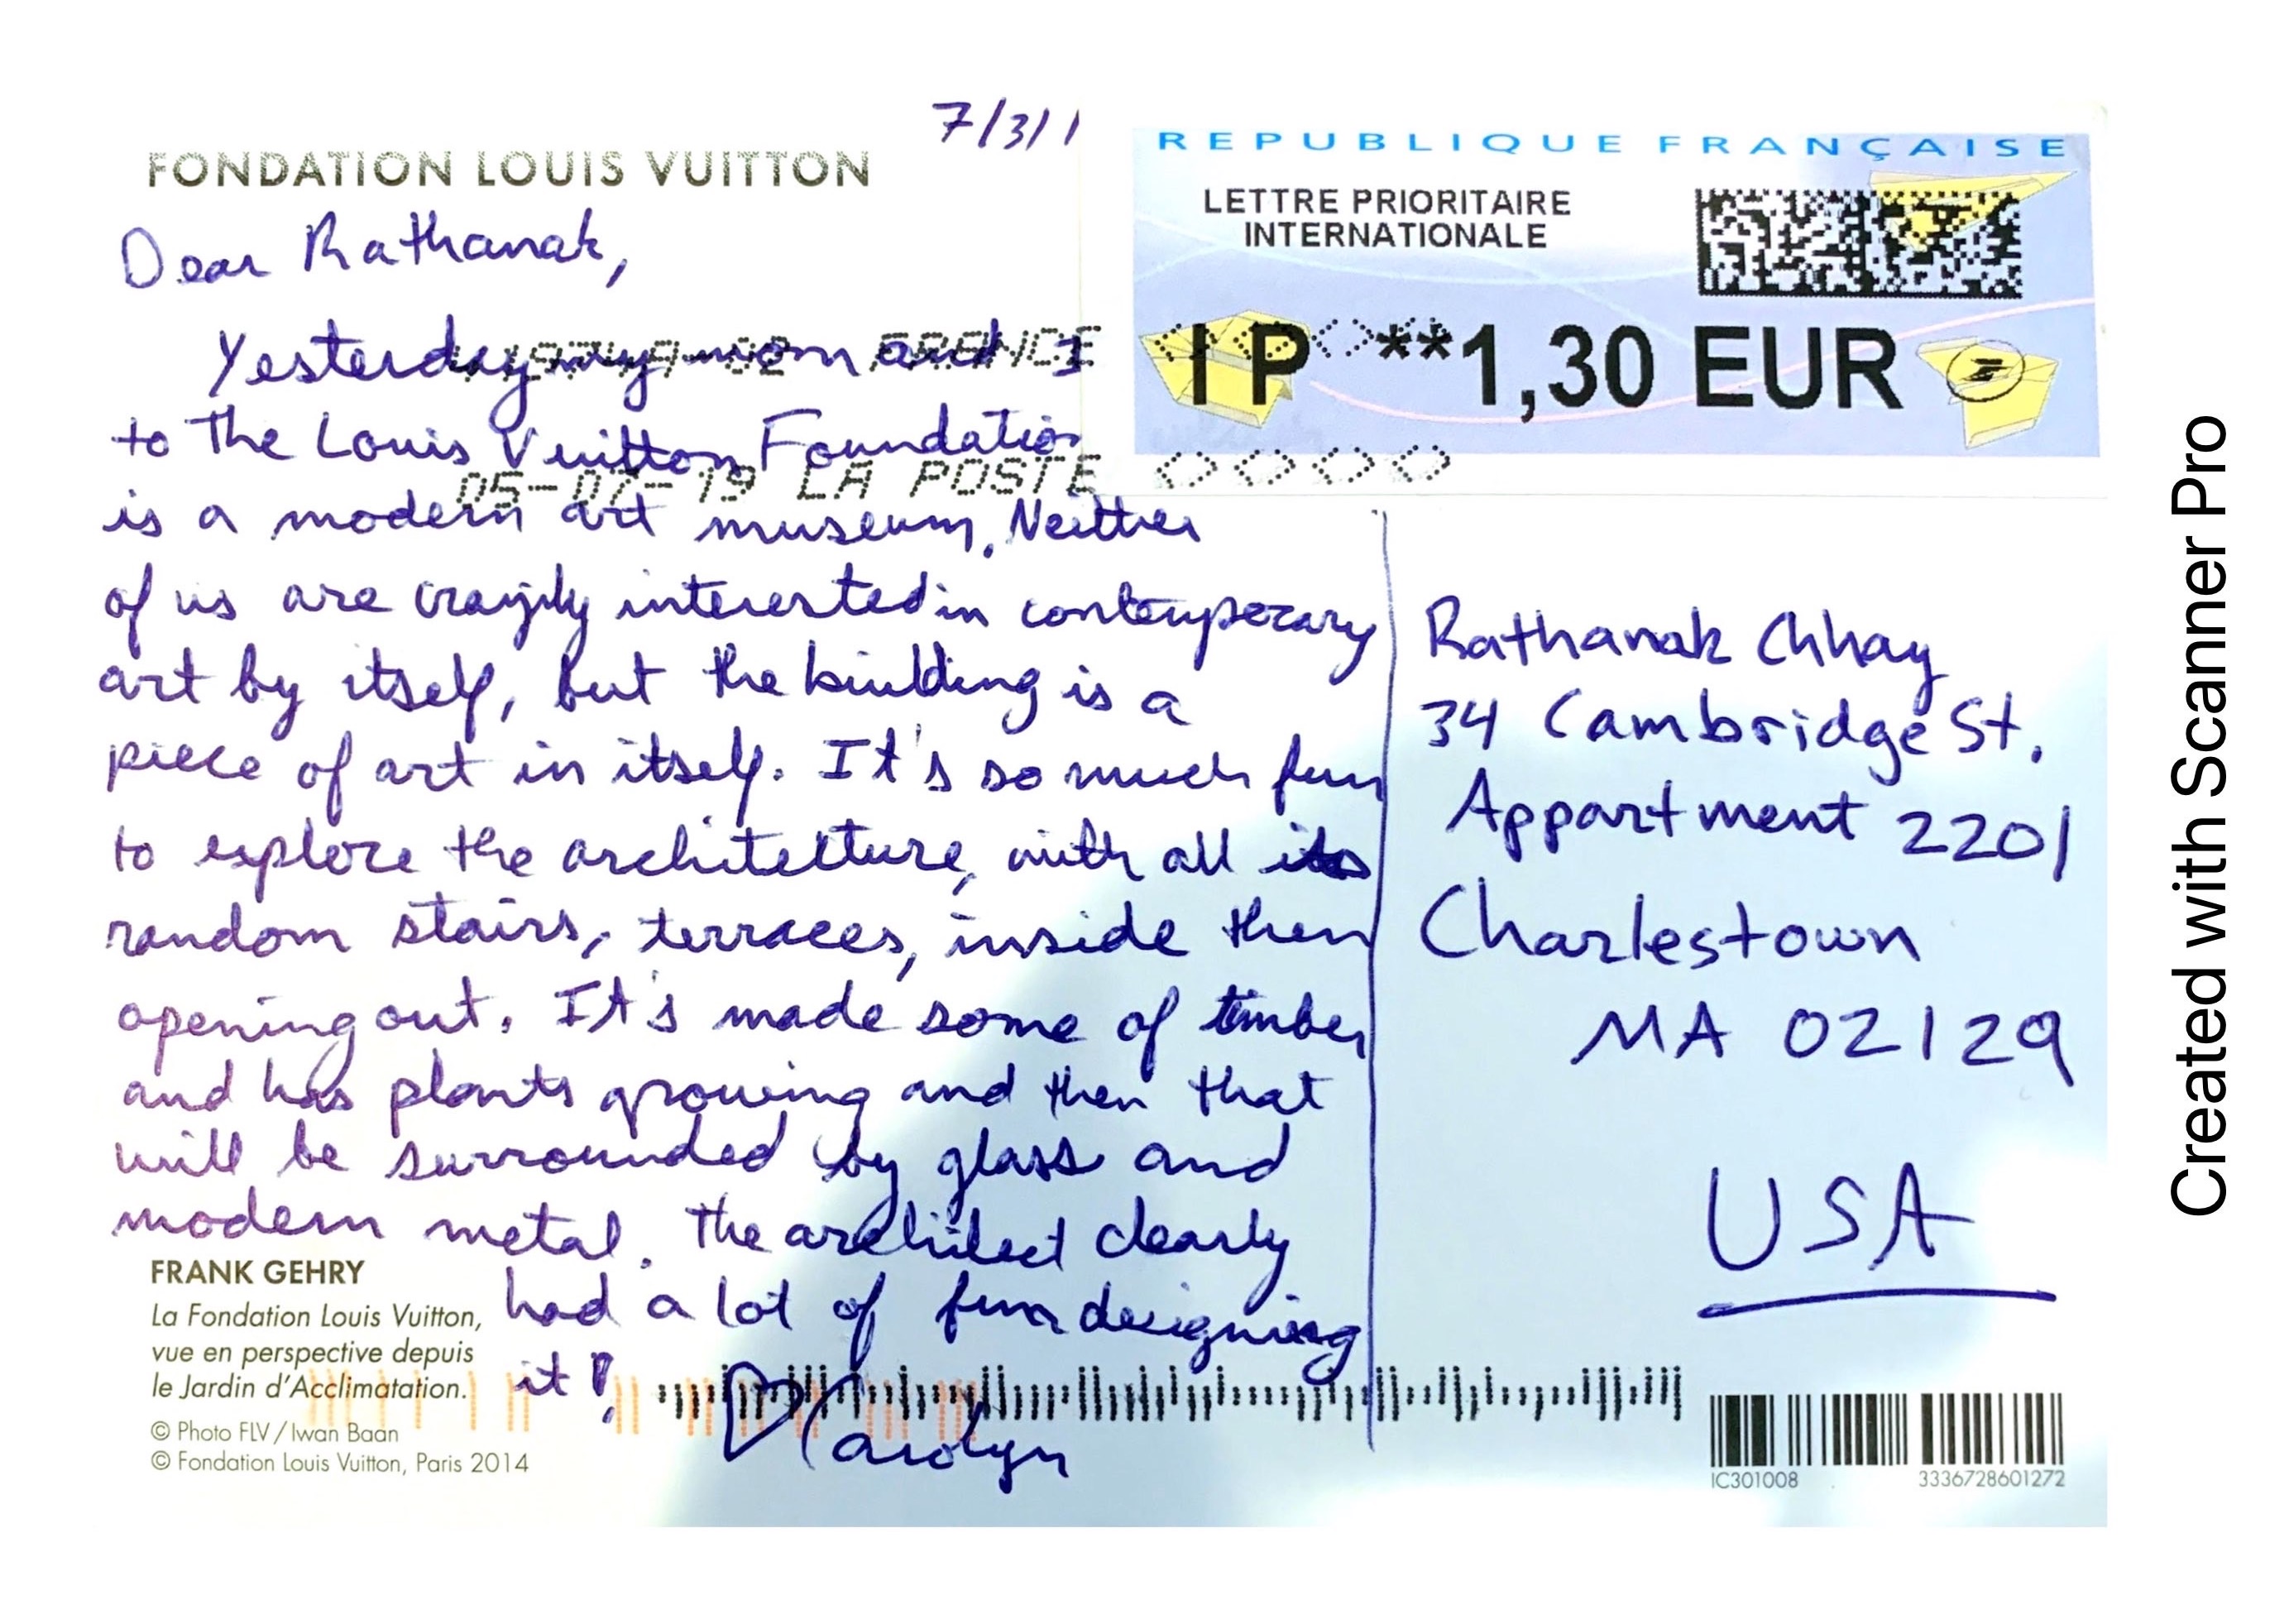 7/3/1
FONDATION LOUIS VUITTON
Dear Rathanak,
Yesterday my mom and I
to the Louis Vuitton Foundation
05-07-19 LA POSTE
is a modern art museum. Neither
of us are crazily interested in contemporary
art by itself, but the building is a
piece of art in itself. It's so much fun
to explore the architecture, with all its
random stairs, terraces, inside then
opening out. It's made some of timber
and has plants growing and then that
will be surrounded by glass and
modern metal. The architect clearly
had a lot of fun designing
it!
Carolyn
FRANK GEHRY
La Fondation Louis Vuitton,
vue en perspective depuis
le Jardin d'Acclimatation.
© Photo FLV / Iwan Baan
© Fondation Louis Vuitton, Paris 2014
REPUBLIQUE FRANÇAISE
LETTRE PRIORITAIRE
INTERNATIONALE
IP **1,30 EUR
Rathanak Chhay
34 Cambridge St.
Appartment 2201
Charlestown
MA 02129
USA
IC301008 3336728601272
Created with Scanner Pro